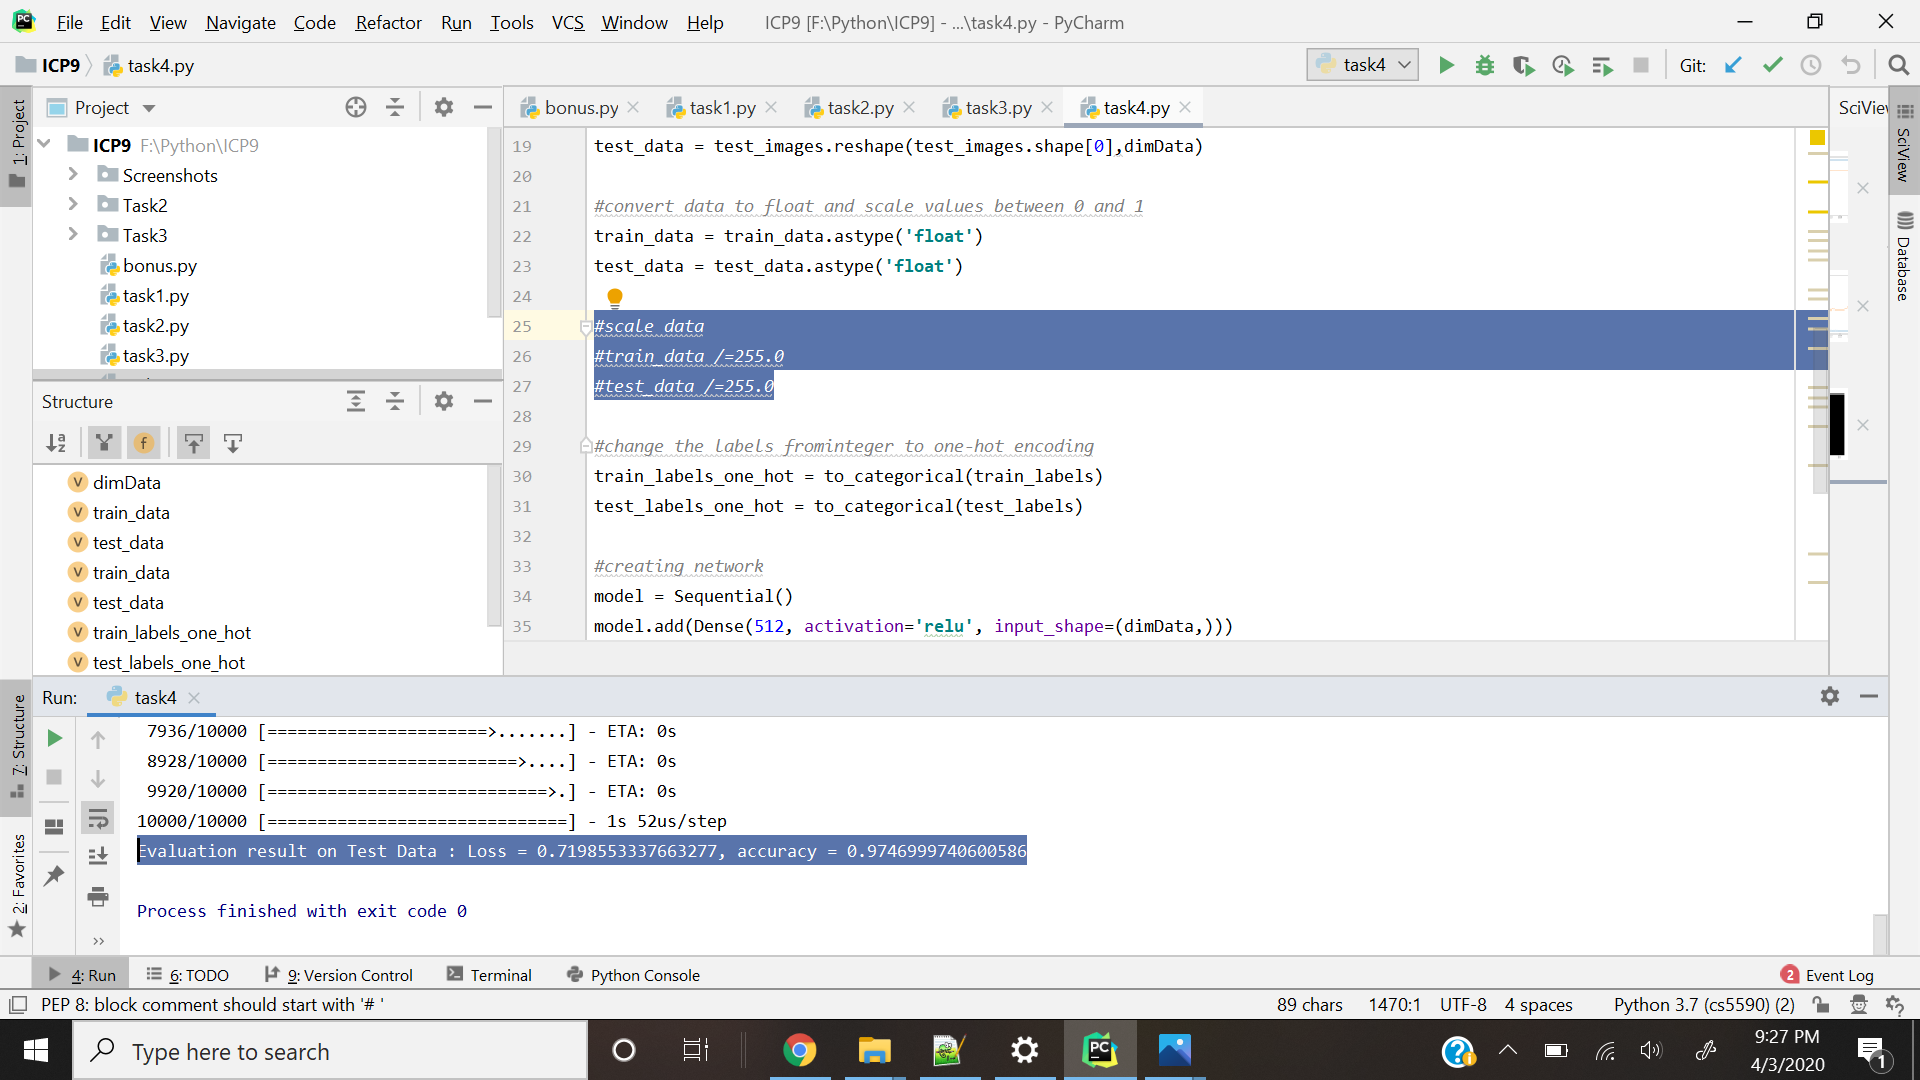 File Edit View Navigate Code Refactor Run Tools VCS Window Help ICP9 [F:\Python\ICP9] - ...\task4.py - PyCharm
ICP9 task4.py task4 Git:
Project bonus.py task1.py task2.py task3.py task4.py SciView
1: Project
ICP9 F:\Python\ICP9
Screenshots
Task2
Task3
bonus.py
task1.py
task2.py
task3.py
19 test_data = test_images.reshape(test_images.shape[0],dimData)
20
21 #convert data to float and scale values between 0 and 1
22 train_data = train_data.astype('float')
23 test_data = test_data.astype('float')
24
25 #scale data
26 #train_data /=255.0
27 #test_data /=255.0
28
29 #change the labels frominteger to one-hot encoding
30 train_labels_one_hot = to_categorical(train_labels)
31 test_labels_one_hot = to_categorical(test_labels)
32
33 #creating network
34 model = Sequential()
35 model.add(Dense(512, activation='relu', input_shape=(dimData,)))
SciView
Database
Structure
dimData
train_data
test_data
train_data
test_data
train_labels_one_hot
test_labels_one_hot
7: Structure
2: Favorites
Run: task4
7936/10000 [======================>.......] - ETA: 0s
8928/10000 [=========================>....] - ETA: 0s
9920/10000 [============================>.] - ETA: 0s
10000/10000 [==============================] - 1s 52us/step
Evaluation result on Test Data : Loss = 0.7198553337663277, accuracy = 0.9746999740600586
Process finished with exit code 0
4: Run 6: TODO 9: Version Control Terminal Python Console 2 Event Log
PEP 8: block comment should start with '# ' 89 chars 1470:1 UTF-8 4 spaces Python 3.7 (cs5590) (2)
Type here to search
9:27 PM
4/3/2020
1